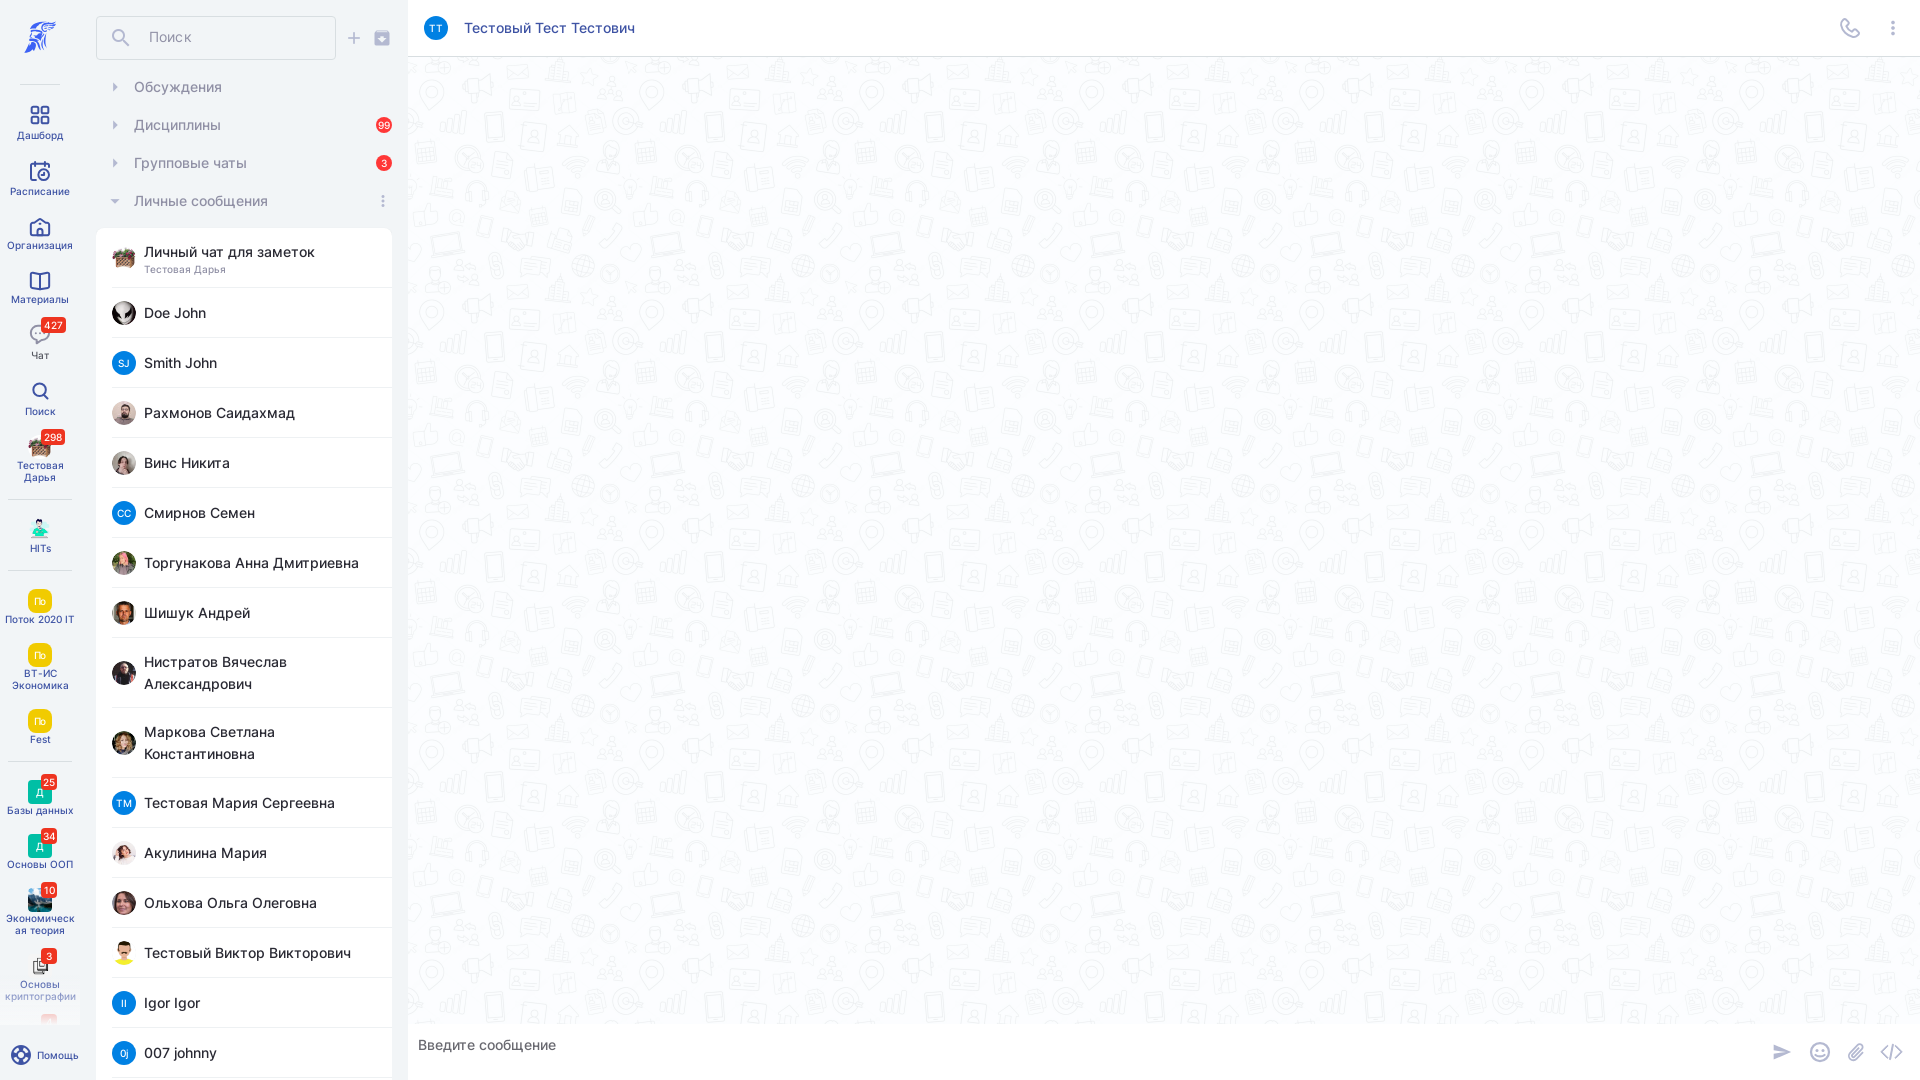 Дашборд
Расписание
Организация
Материалы
427
Чат
Поиск
298
Тестовая
Дарья
HITs
По
Поток 2020 IT
По
ВТ-ИС
Экономика
По
Fest
25
Д
Базы данных
34
Д
Основы ООП
10
Экономическ
ая теория
3
Основы
криптографии
Помощь
Поиск
Обсуждения
Дисциплины
99
Групповые чаты
3
Личные сообщения
Личный чат для заметок
Тестовая Дарья
Doe John
SJ
Smith John
Рахмонов Саидахмад
Винс Никита
СС
Смирнов Семен
Торгунакова Анна Дмитриевна
Шишук Андрей
Нистратов Вячеслав
Александрович
Маркова Светлана
Константиновна
ТМ
Тестовая Мария Сергеевна
Акулинина Мария
Ольхова Ольга Олеговна
Тестовый Виктор Викторович
II
Igor Igor
0j
007 johnny
ТТ
Тестовый Тест Тестович
Введите сообщение